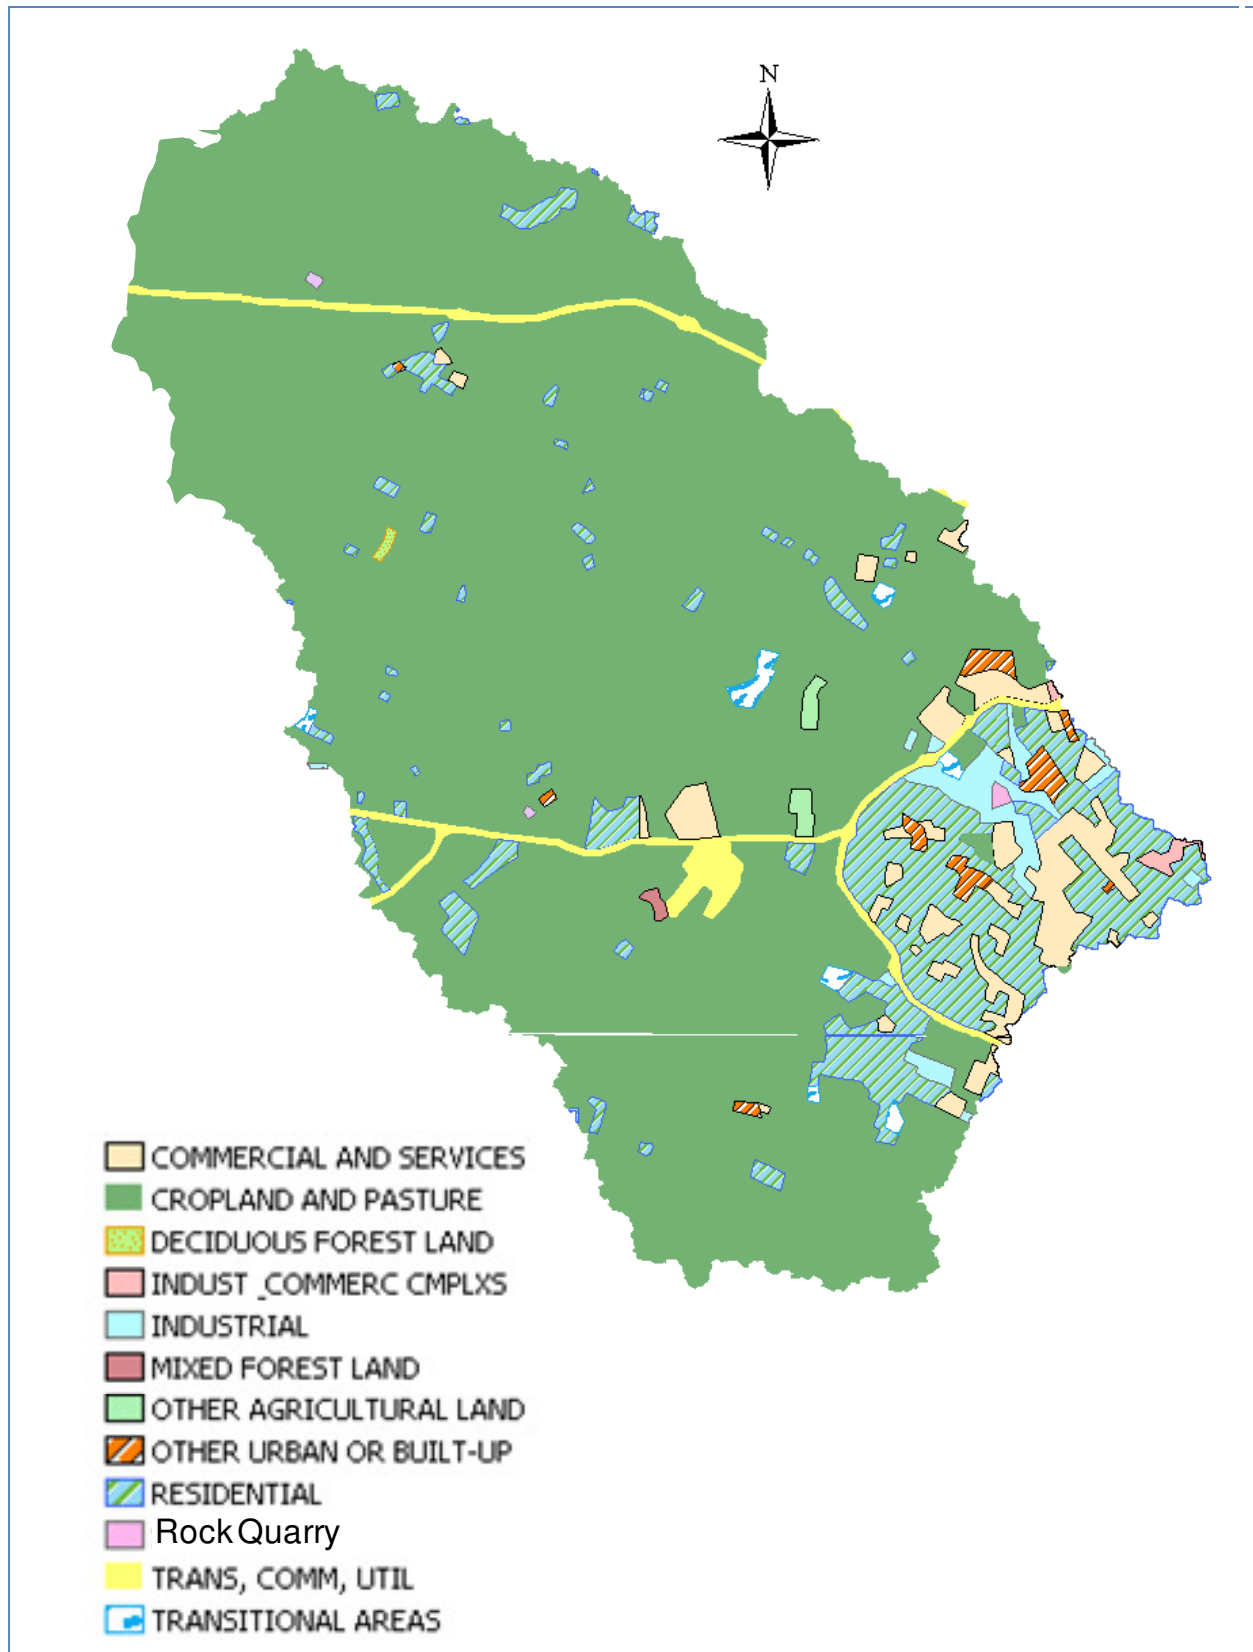 N
COMMERCIAL AND SERVICES
CROPLAND AND PASTURE
DECIDUOUS FOREST LAND
INDUST _COMMERC CMPLXS
INDUSTRIAL
MIXED FOREST LAND
OTHER AGRICULTURAL LAND
OTHER URBAN OR BUILT-UP
RESIDENTIAL
Rock Quarry
TRANS, COMM, UTIL
TRANSITIONAL AREAS